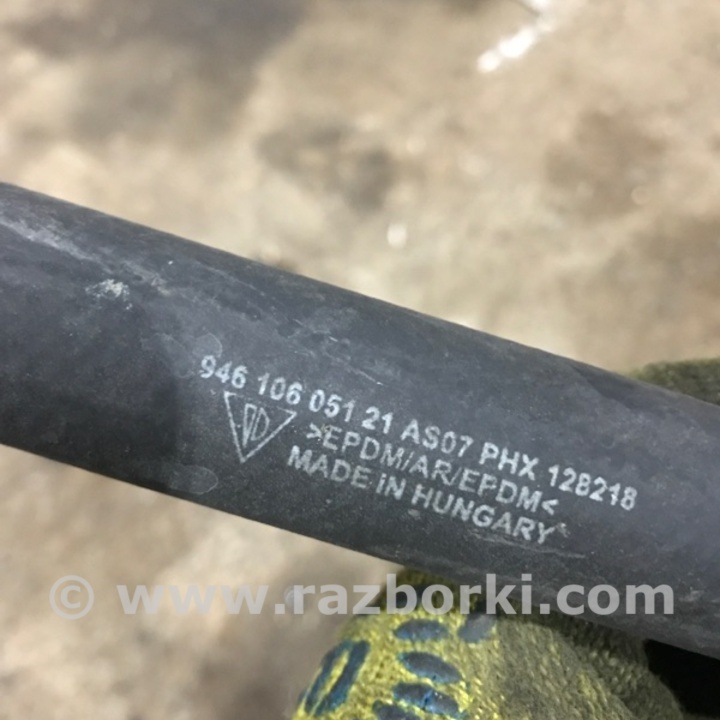 946 106 051 21 AS07 PHX 128218
>EPDM/AR/EPDM<
MADE IN HUNGARY
© www.razborki.com